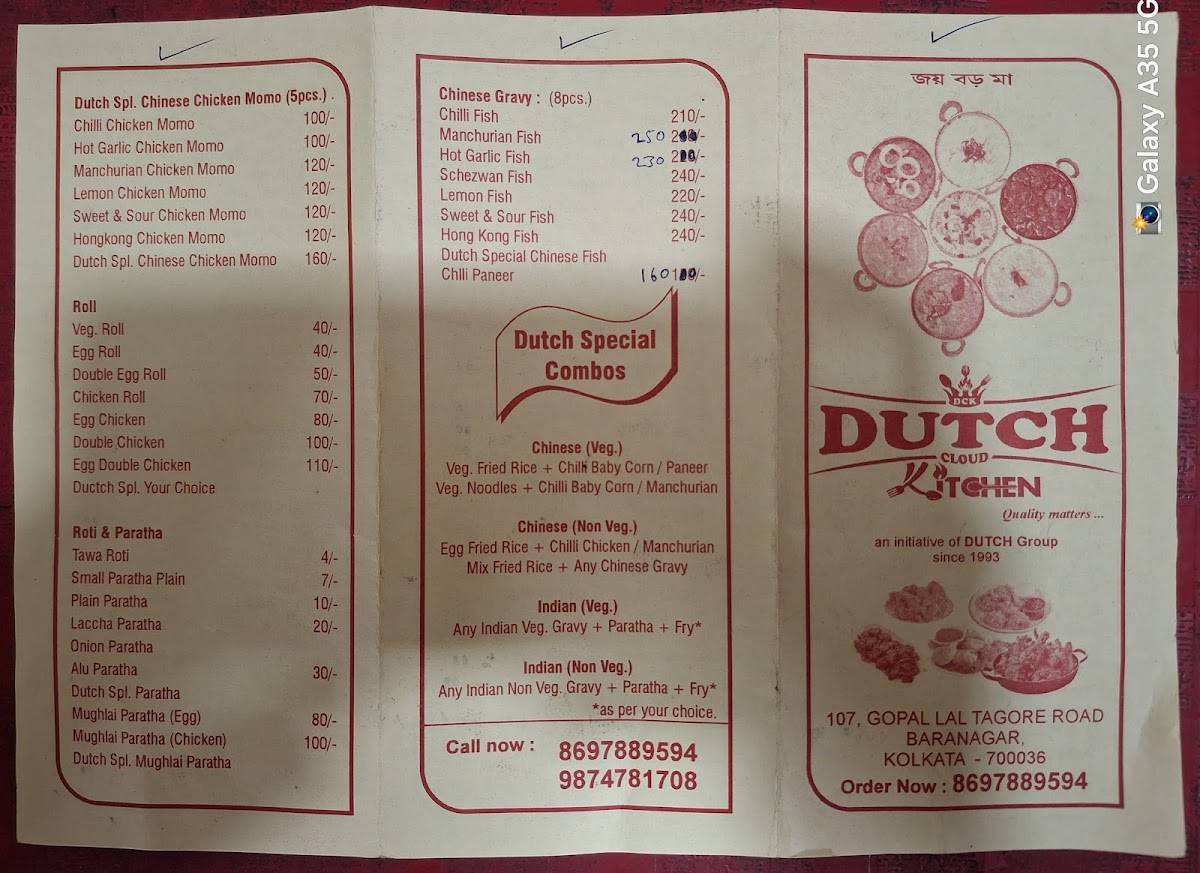 Dutch Spl. Chinese Chicken Momo (5pcs.) .
Chilli Chicken Momo 100/-
Hot Garlic Chicken Momo 100/-
Manchurian Chicken Momo 120/-
Lemon Chicken Momo 120/-
Sweet & Sour Chicken Momo 120/-
Hongkong Chicken Momo 120/-
Dutch Spl. Chinese Chicken Momo 160/-
Roll
Veg. Roll 40/-
Egg Roll 40/-
Double Egg Roll 50/-
Chicken Roll 70/-
Egg Chicken 80/-
Double Chicken 100/-
Egg Double Chicken 110/-
Ductch Spl. Your Choice
Roti & Paratha
Tawa Roti 4/-
Small Paratha Plain 7/-
Plain Paratha 10/-
Laccha Paratha 20/-
Onion Paratha
Alu Paratha 30/-
Dutch Spl. Paratha
Mughlai Paratha (Egg) 80/-
Mughlai Paratha (Chicken) 100/-
Dutch Spl. Mughlai Paratha
Chinese Gravy : (8pcs.)
Chilli Fish 210/-
Manchurian Fish 250
Hot Garlic Fish 230
Schezwan Fish 240/-
Lemon Fish 220/-
Sweet & Sour Fish 240/-
Hong Kong Fish 240/-
Dutch Special Chinese Fish
Chlli Paneer 160
Dutch Special
Combos
Chinese (Veg.)
Veg. Fried Rice + Chilli Baby Corn / Paneer
Veg. Noodles + Chilli Baby Corn / Manchurian
Chinese (Non Veg.)
Egg Fried Rice + Chilli Chicken / Manchurian
Mix Fried Rice + Any Chinese Gravy
Indian (Veg.)
Any Indian Veg. Gravy + Paratha + Fry*
Indian (Non Veg.)
Any Indian Non Veg. Gravy + Paratha + Fry*
*as per your choice.
Call now : 8697889594
9874781708
জয় বড় মা
DCK
DUTCH
CLOUD
KITCHEN
Quality matters ...
an initiative of DUTCH Group
since 1993
107, GOPAL LAL TAGORE ROAD
BARANAGAR,
KOLKATA - 700036
Order Now : 8697889594
Galaxy A35 5G